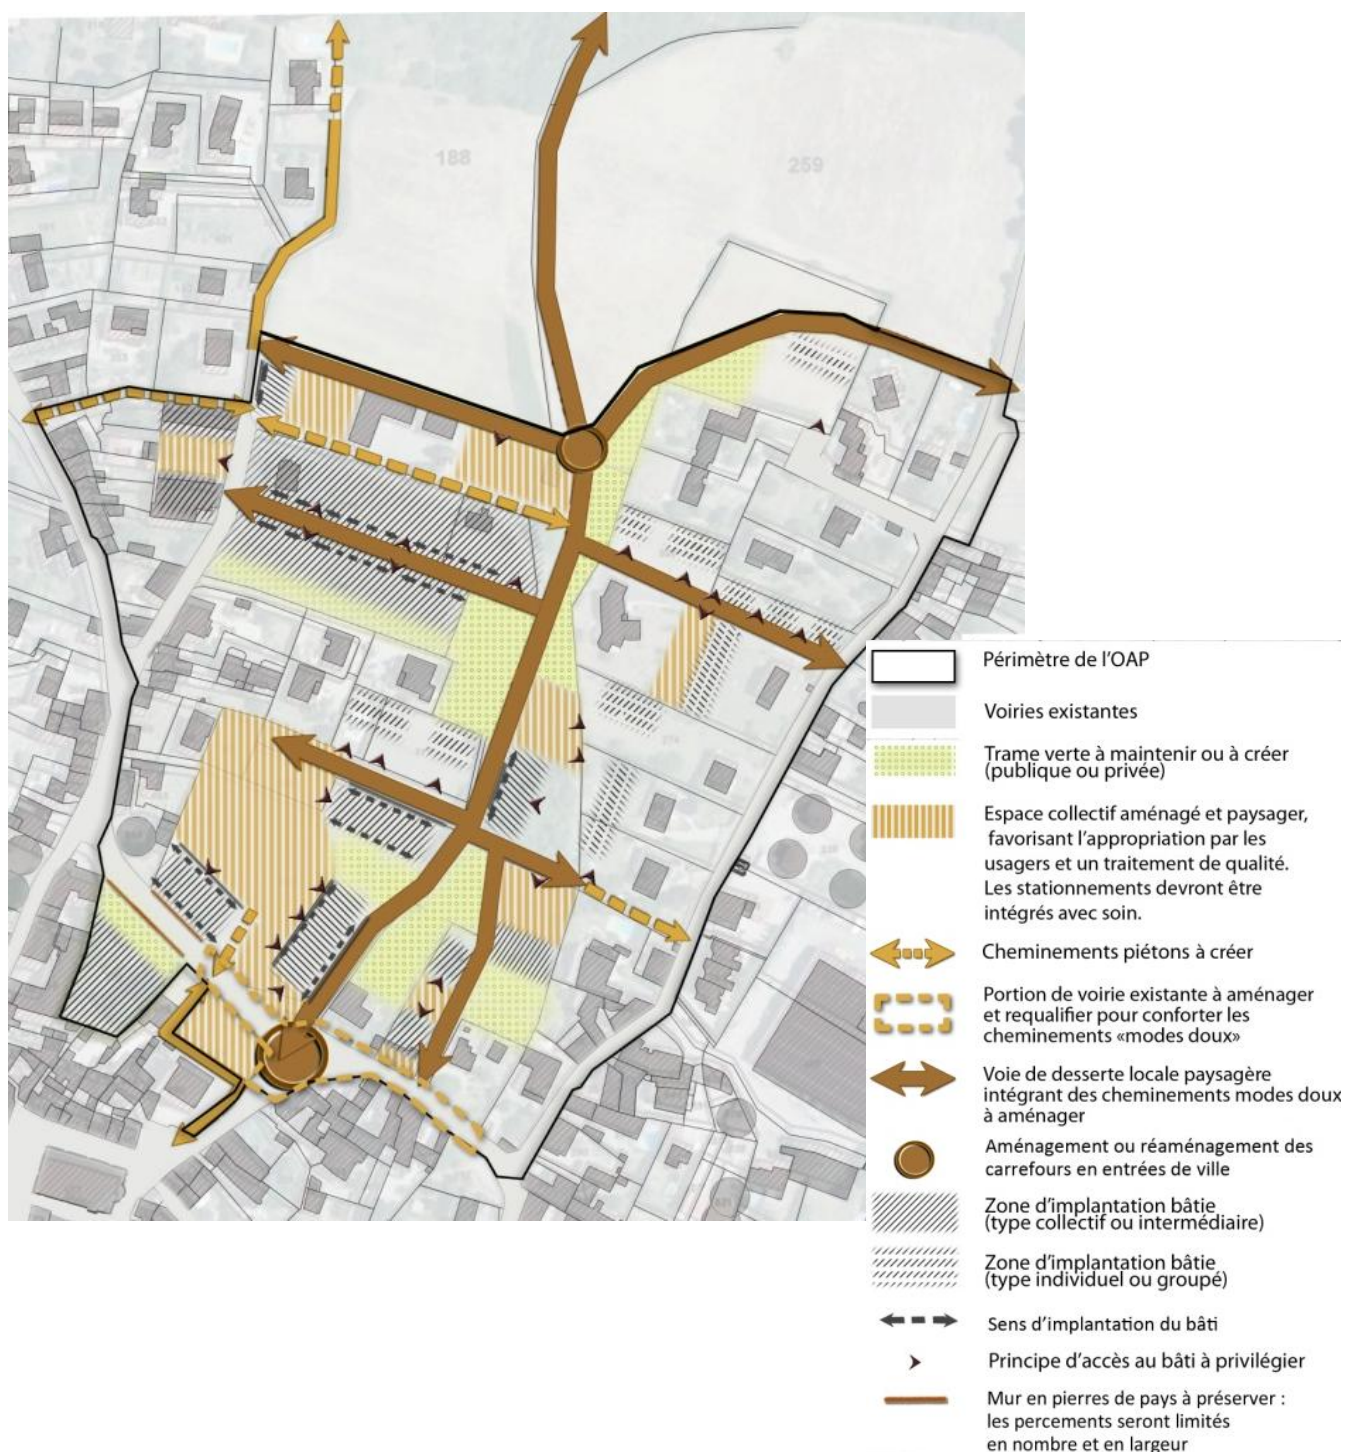 188
259
Périmètre de l'OAP
Voiries existantes
Trame verte à maintenir ou à créer
(publique ou privée)
Espace collectif aménagé et paysager,
favorisant l'appropriation par les
usagers et un traitement de qualité.
Les stationnements devront être
intégrés avec soin.
Cheminements piétons à créer
Portion de voirie existante à aménager
et requalifier pour conforter les
cheminements «modes doux»
Voie de desserte locale paysagère
intégrant des cheminements modes doux
à aménager
Aménagement ou réaménagement des
carrefours en entrées de ville
Zone d'implantation bâtie
(type collectif ou intermédiaire)
Zone d'implantation bâtie
(type individuel ou groupé)
Sens d'implantation du bâti
Principe d'accès au bâti à privilégier
Mur en pierres de pays à préserver :
les percements seront limités
en nombre et en largeur